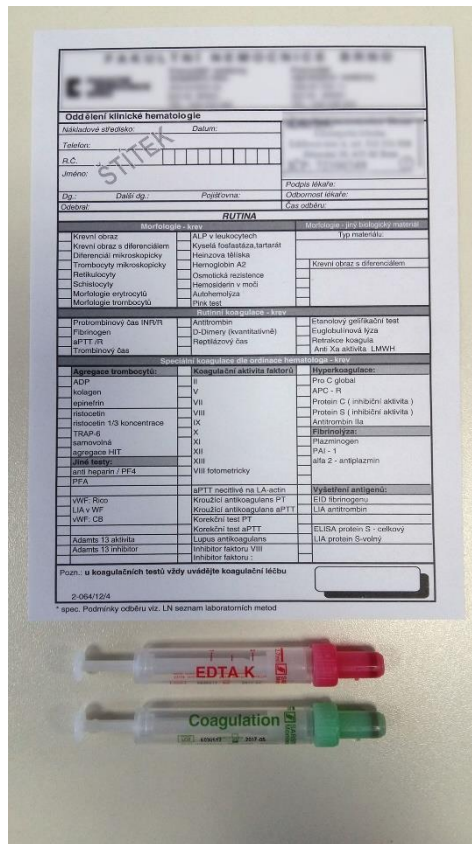 FAKULTNÍ NEMOCNICE BRNO
Oddělení klinické hematologie
Nákladové středisko: Datum:
Telefon:
R.Č.
Jméno:
ŠTÍTEK
Podpis lékaře:
Dg.: Další dg.: Pojišťovna: Odbornost lékaře:
Odebral: Čas odběru:
RUTINA
Morfologie - krev
Krevní obraz
Krevní obraz s diferenciálem
Diferenciál mikroskopicky
Trombocyty mikroskopicky
Retikulocyty
Schistocyty
Morfologie erytrocytů
Morfologie trombocytů
ALP v leukocytech
Kyselá fosfastáza,tartarát
Heinzova tělíska
Hemoglobin A2
Osmotická rezistence
Hemosiderin v moči
Autohemolýza
Pink test
Morfologie - jiný biologický materiál
Typ materiálu:
Krevní obraz s diferenciálem
Rutinní koagulace - krev
Protrombinový čas INR/R
Fibrinogen
aPTT /R
Trombinový čas
Antitrombin
D-Dimery (kvantitativně)
Reptilázový čas
Etanolový gelifikační test
Euglobulinová lýza
Retrakce koagula
Anti Xa aktivita LMWH
Speciální koagulace dle ordinace hematologa - krev
Agregace trombocytů:
ADP
kolagen
epinefrin
ristocetin
ristocetin 1/3 koncentrace
TRAP-6
samovolná
agregace HIT
Jiné testy:
anti heparin / PF4
PFA
vWF: Rico
LIA v WF
vWF: CB
Adamts 13 aktivita
Adamts 13 inhibitor
Koagulační aktivita faktorů
II
V
VII
VIII
IX
X
XI
XII
XIII
VIII fotometricky
aPTT necitlivé na LA-actin
Kroužící antikoagulans PT
Kroužící antikoagulans aPTT
Korekční test PT
Korekční test aPTT
Lupus antikoagulans
Inhibitor faktoru VIII
Inhibitor faktoru :
Hyperkoagulace:
Pro C global
APC - R
Protein C ( inhibiční aktivita )
Protein S ( inhibiční aktivita )
Antitrombin IIa
Fibrinolýza:
Plazminogen
PAI - 1
alfa 2 - antiplazmin
Vyšetření antigenů:
EID fibrinogenu
LIA antitrombin
ELISA protein S - celkový
LIA protein S-volný
Pozn.: u koagulačních testů vždy uvádějte koagulační léčbu
2-064/12/4
* spec. Podmínky odběru viz. LN seznam laboratorních metod
EDTA K
Coagulation